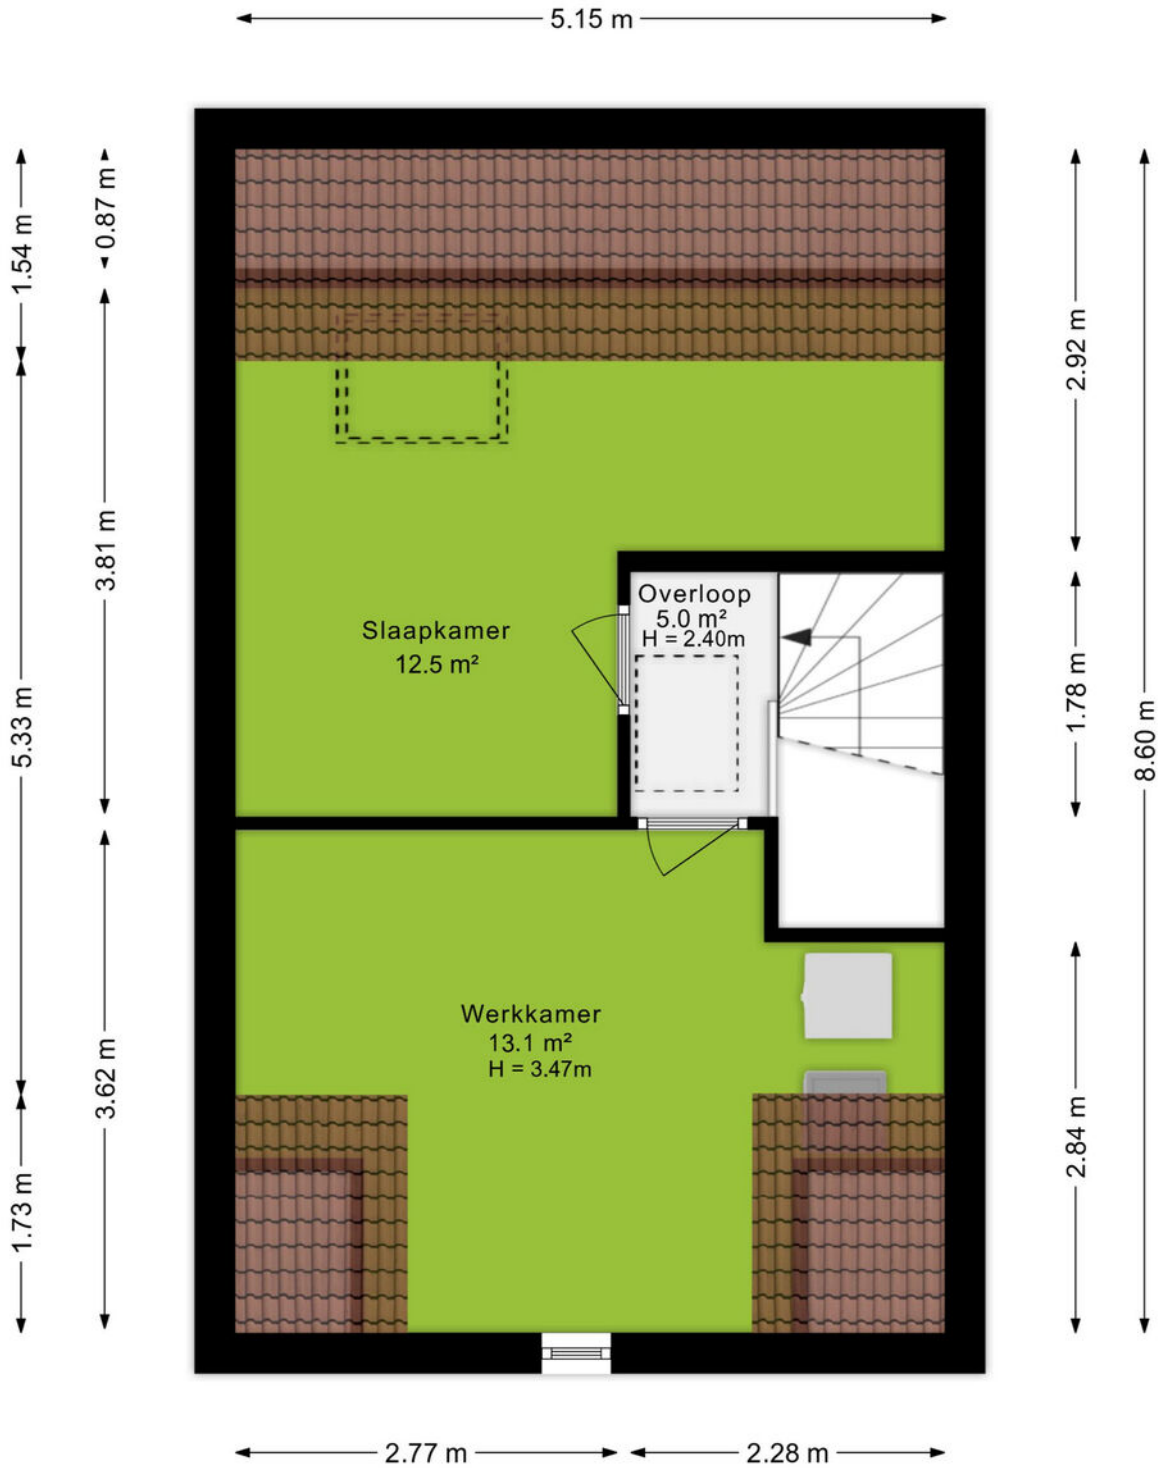 5.15 m
0.87 m
1.54 m
2.92 m
3.81 m
Overloop
5.0 m²
H = 2.40m
Slaapkamer
12.5 m²
1.78 m
5.33 m
8.60 m
Werkkamer
13.1 m²
H = 3.47m
3.62 m
2.84 m
1.73 m
2.77 m
2.28 m